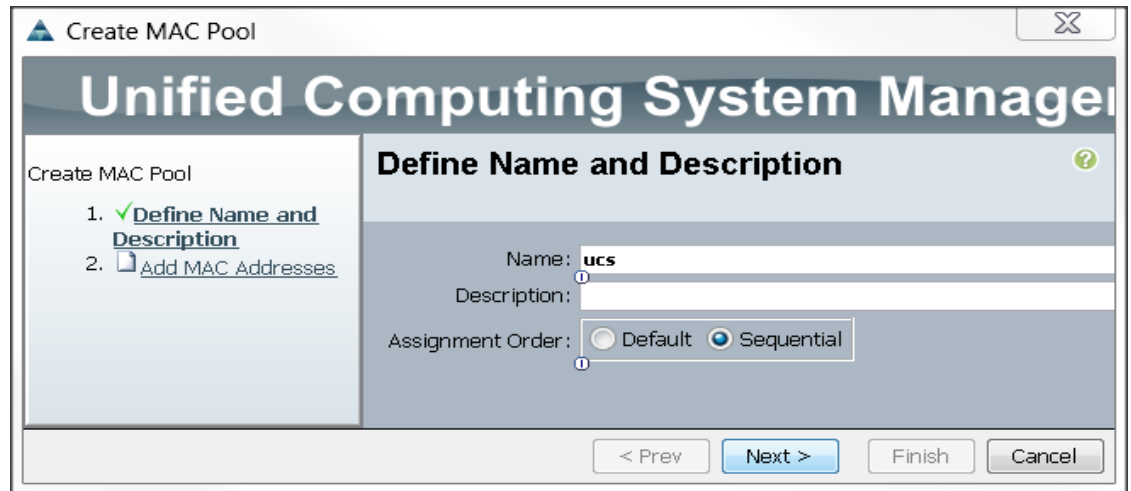 Create MAC Pool
Unified Computing System Manager
Create MAC Pool
1. Define Name and
Description
2. Add MAC Addresses
Define Name and Description
Name: ucs
Description:
Assignment Order: Default Sequential
< Prev Next > Finish Cancel